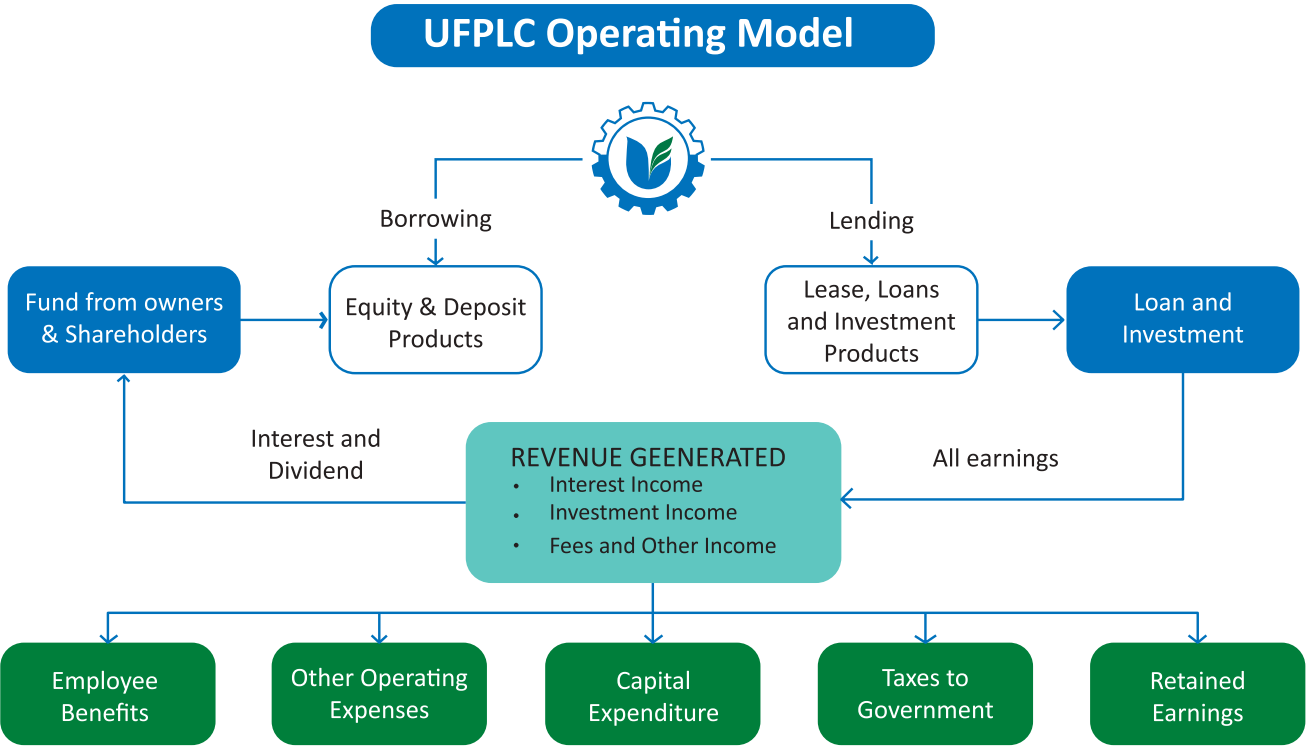 UFPLC Operating Model
Borrowing
Lending
Fund from owners
& Shareholders
Equity & Deposit
Products
Lease, Loans
and Investment
Products
Loan and
Investment
Interest and
Dividend
REVENUE GEENERATED
• Interest Income
• Investment Income
• Fees and Other Income
All earnings
Employee
Benefits
Other Operating
Expenses
Capital
Expenditure
Taxes to
Government
Retained
Earnings